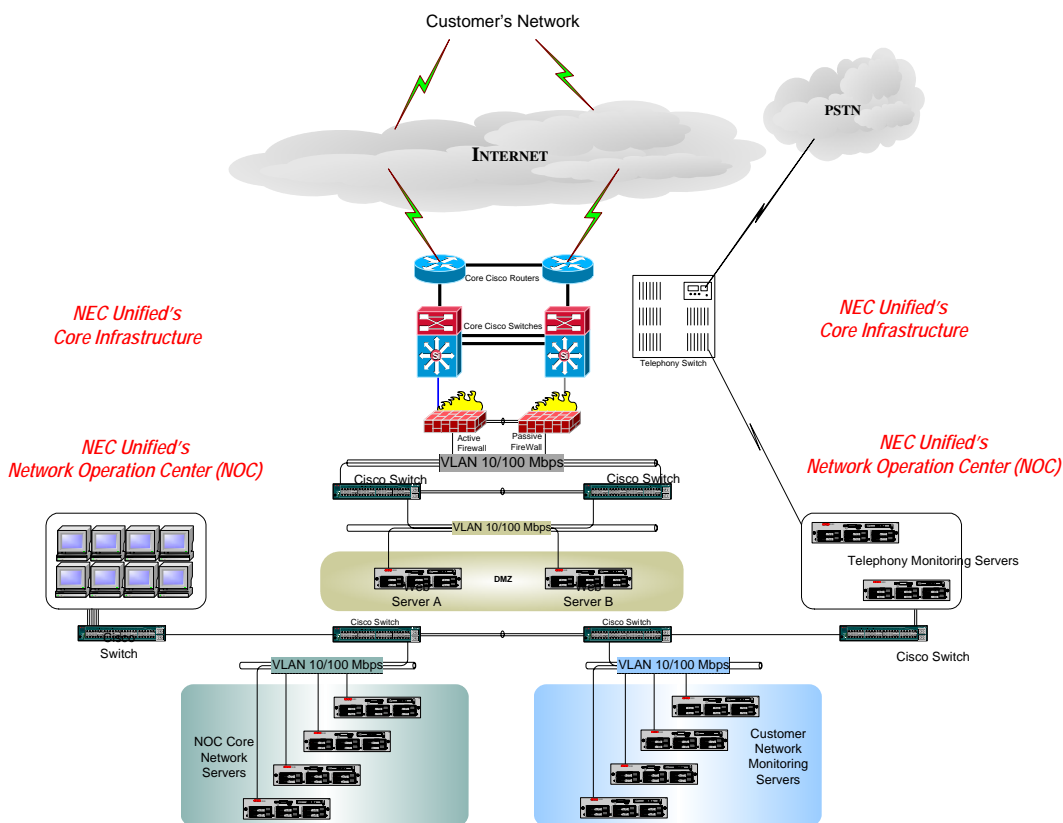 Customer's Network
PSTN
INTERNET
Core Cisco Routers
NEC Unified's
Core Infrastructure
NEC Unified's
Core Infrastructure
Core Cisco Switches
Telephony Switch
Active
Firewall
Passive
FireWall
NEC Unified's
Network Operation Center (NOC)
NEC Unified's
Network Operation Center (NOC)
VLAN 10/100 Mbps
Cisco Switch
Cisco Switch
VLAN 10/100 Mbps
Telephony Monitoring Servers
DMZ
Web
Server A
Web
Server B
Cisco
Switch
Cisco Switch
Cisco Switch
Cisco Switch
VLAN 10/100 Mbps
VLAN 10/100 Mbps
NOC Core
Network
Servers
Customer
Network
Monitoring
Servers